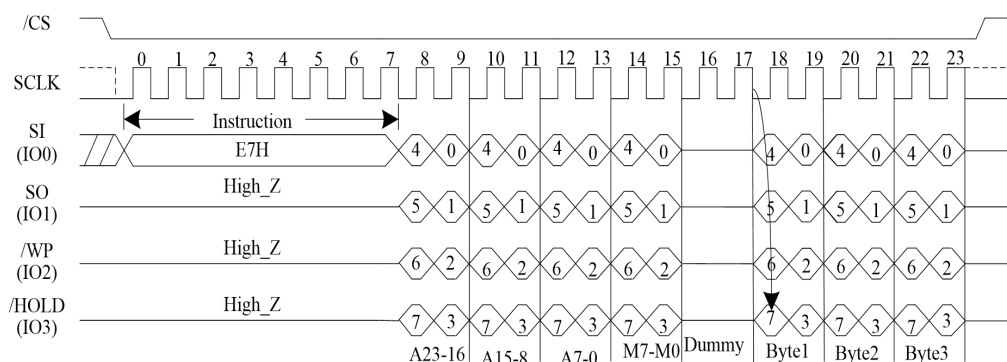 /CS
0 1 2 3 4 5 6 7 8 9 10 11 12 13 14 15 16 17 18 19 20 21 22 23
SCLK
Instruction
SI
(IO0)
E7H 4 0 4 0 4 0 4 0 4 0 4 0 4 0
High_Z
SO
(IO1)
5 1 5 1 5 1 5 1 5 1 5 1 5 1
High_Z
/WP
(IO2)
6 2 6 2 6 2 6 2 6 2 6 2 6 2
High_Z
/HOLD
(IO3)
7 3 7 3 7 3 7 3 7 3 7 3 7 3
A23-16 A15-8 A7-0 M7-M0 Dummy Byte1 Byte2 Byte3